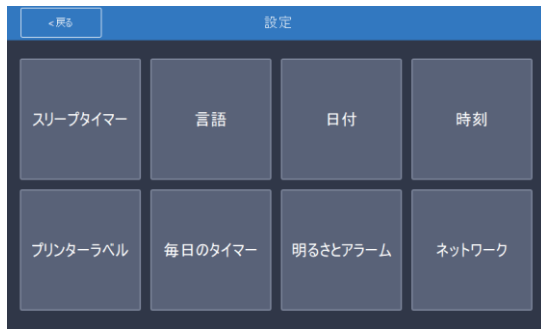 <戻る
設定
スリープタイマー
言語
日付
時刻
プリンターラベル
毎日のタイマー
明るさとアラーム
ネットワーク